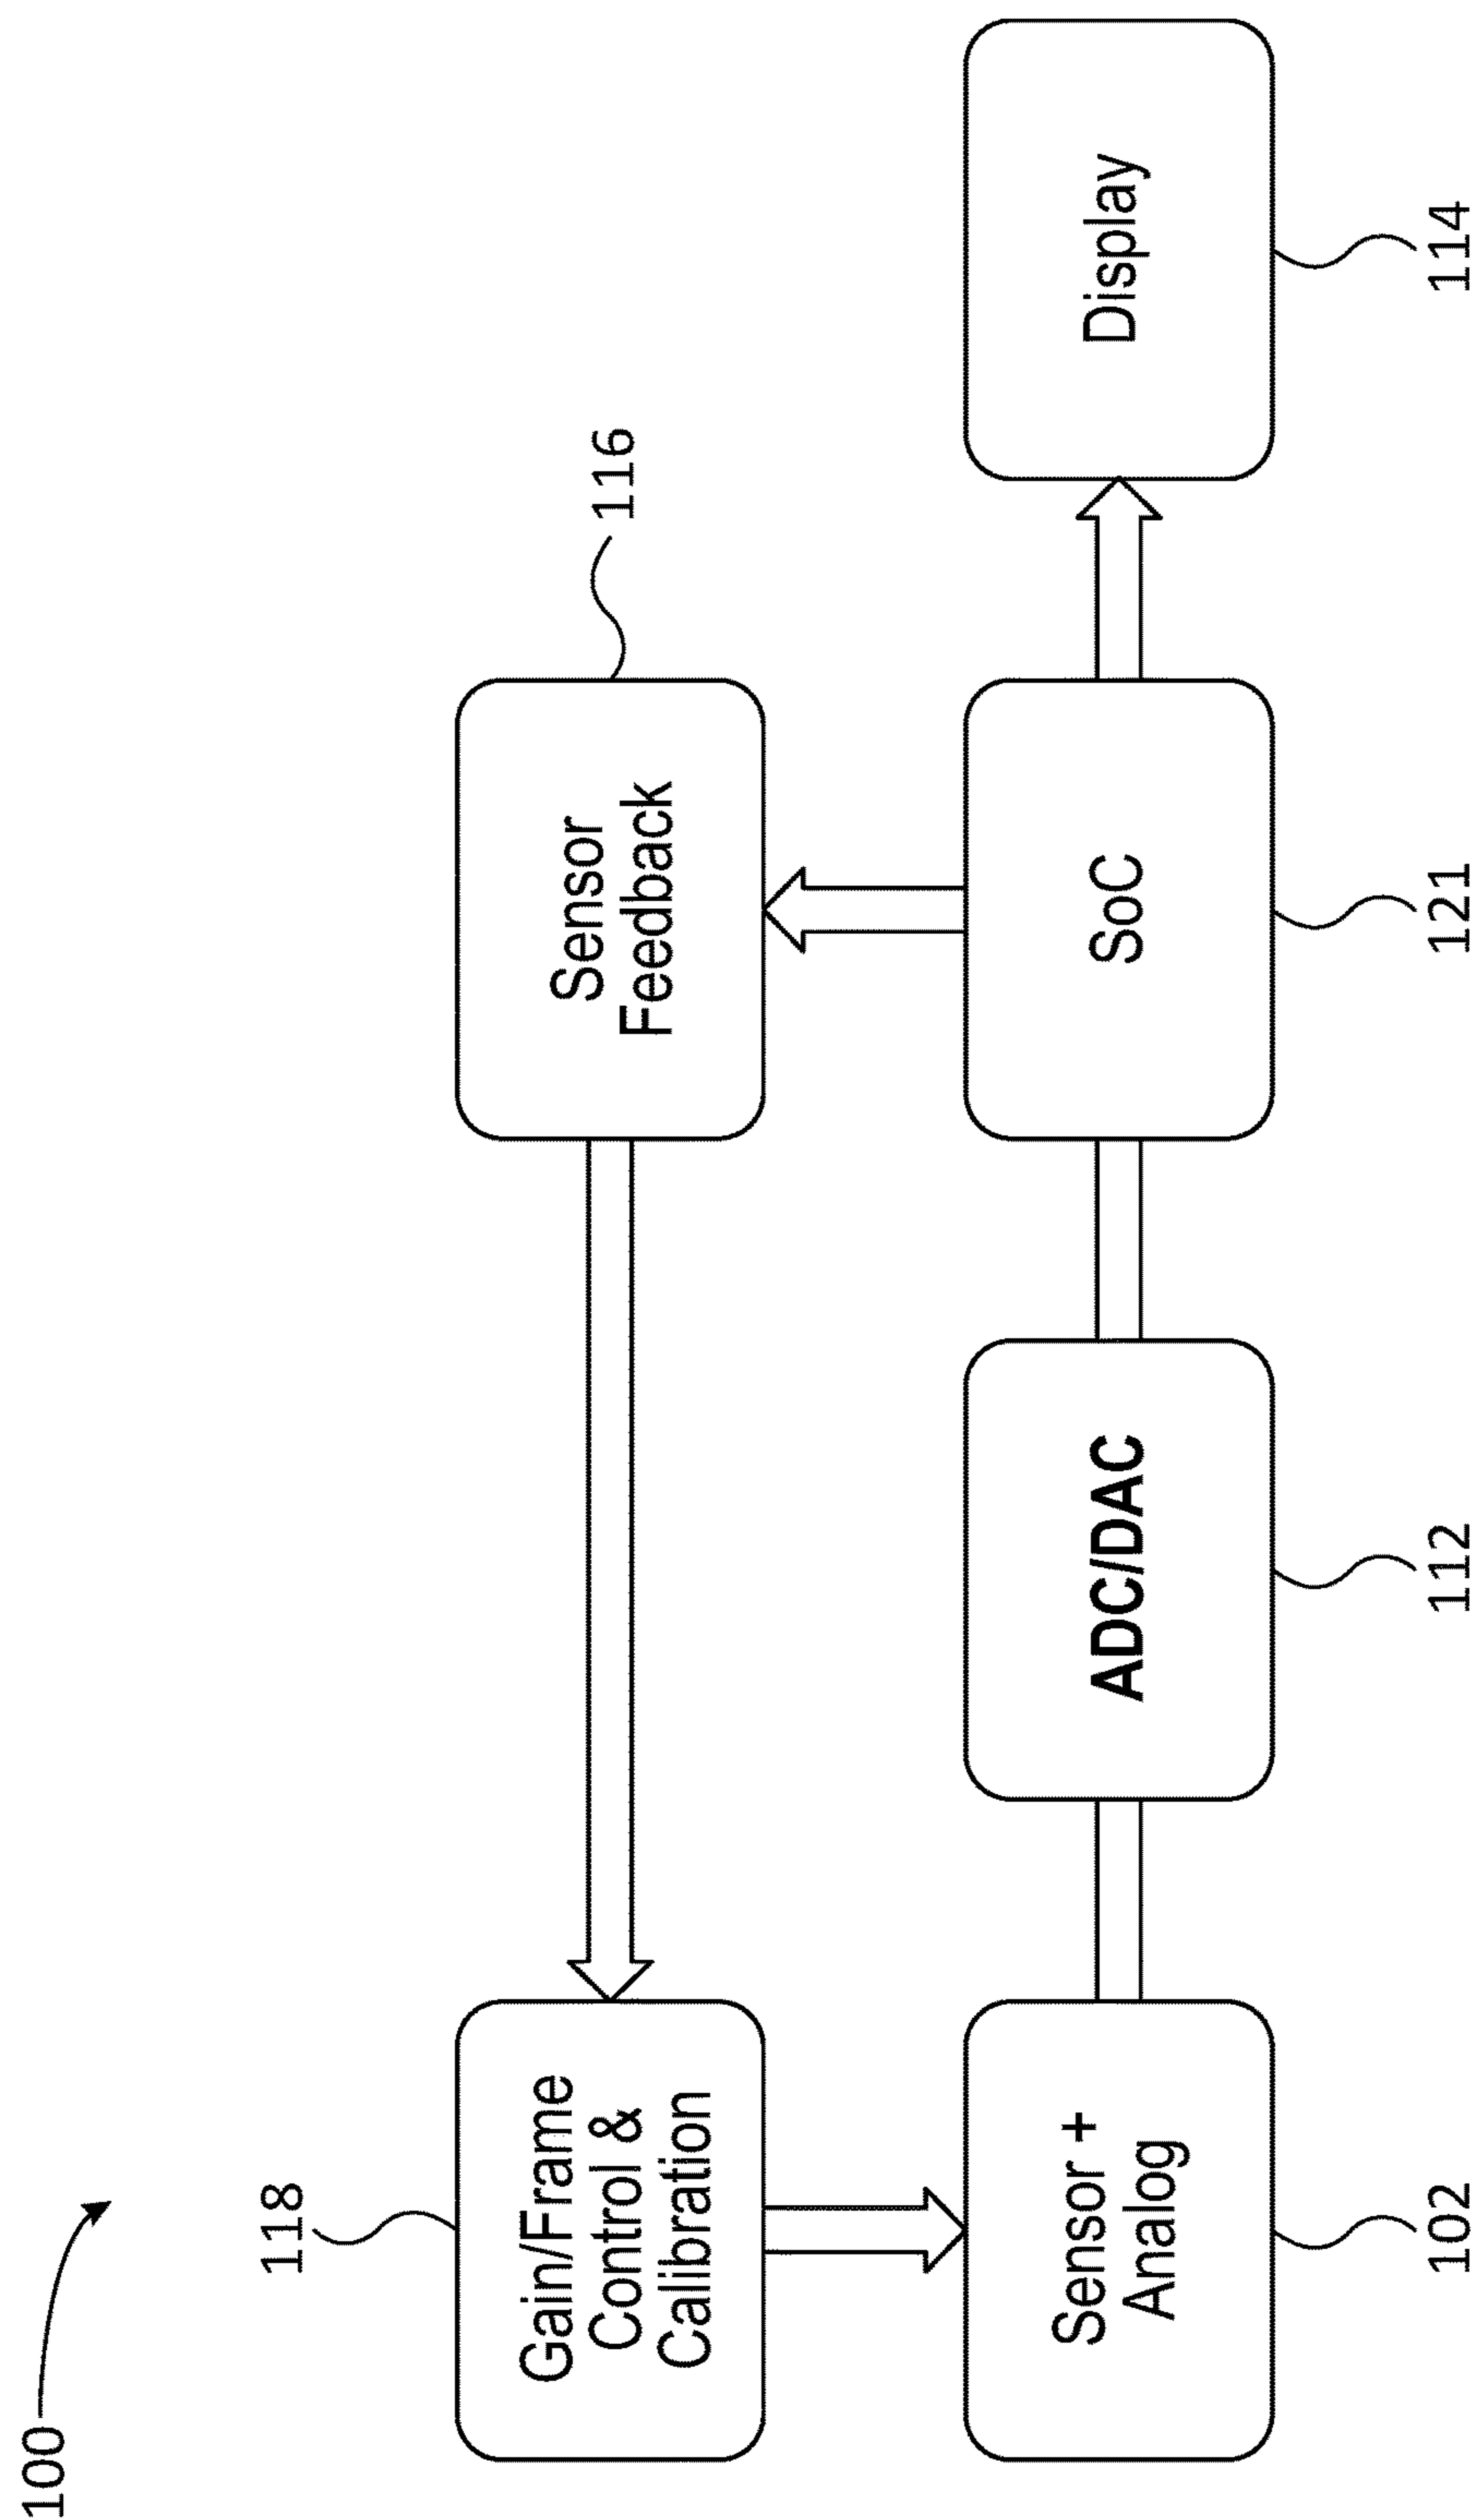 100
118
116
Gain/Frame
Control &
Calibration
Sensor
Feedback
Sensor +
Analog
ADC/DAC
SoC
Display
102
112
121
114